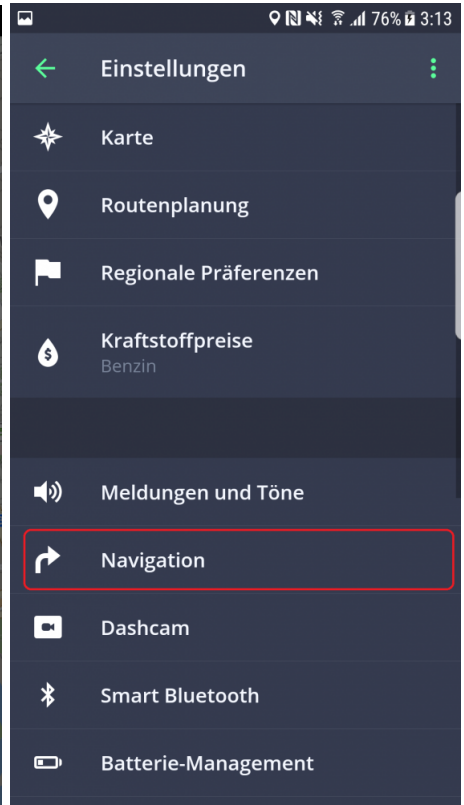 76% 3:13
Einstellungen
Karte
Routenplanung
Regionale Präferenzen
Kraftstoffpreise
Benzin
Meldungen und Töne
Navigation
Dashcam
Smart Bluetooth
Batterie-Management